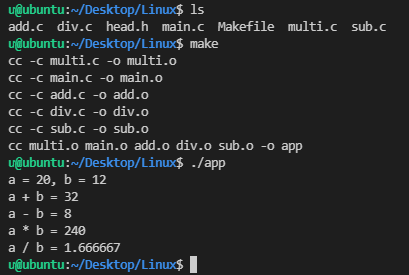 u@ubuntu:~/Desktop/Linux$ ls
add.c  div.c  head.h  main.c  Makefile  multi.c  sub.c
u@ubuntu:~/Desktop/Linux$ make
cc -c multi.c -o multi.o
cc -c main.c -o main.o
cc -c add.c -o add.o
cc -c div.c -o div.o
cc -c sub.c -o sub.o
cc multi.o main.o add.o div.o sub.o -o app
u@ubuntu:~/Desktop/Linux$ ./app
a = 20, b = 12
a + b = 32
a - b = 8
a * b = 240
a / b = 1.666667
u@ubuntu:~/Desktop/Linux$